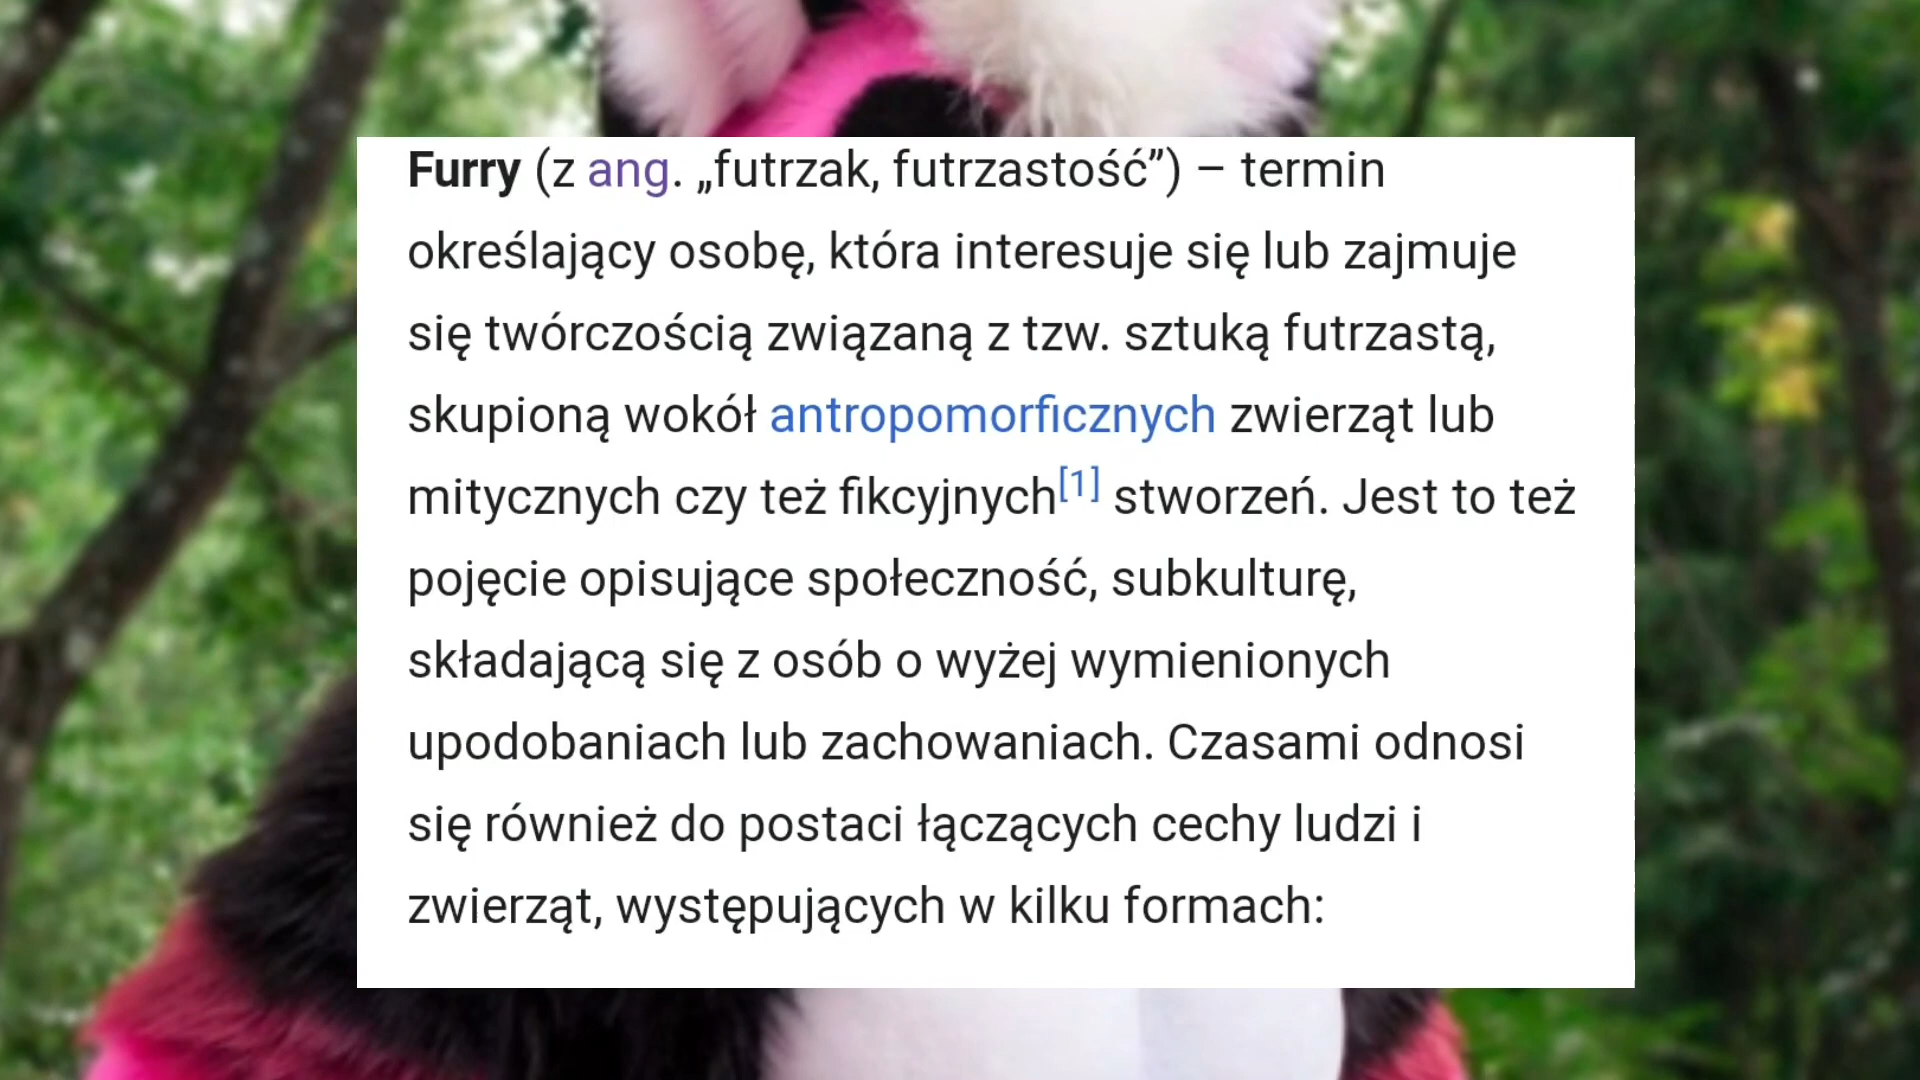 Furry (z ang. „futrzak, futrzastość”) – termin
określający osobę, która interesuje się lub zajmuje
się twórczością związaną z tzw. sztuką futrzastą,
skupioną wokół antropomorficznych zwierząt lub
mitycznych czy też fikcyjnych[1] stworzeń. Jest to też
pojęcie opisujące społeczność, subkulturę,
składającą się z osób o wyżej wymienionych
upodobaniach lub zachowaniach. Czasami odnosi
się również do postaci łączących cechy ludzi i
zwierząt, występujących w kilku formach: